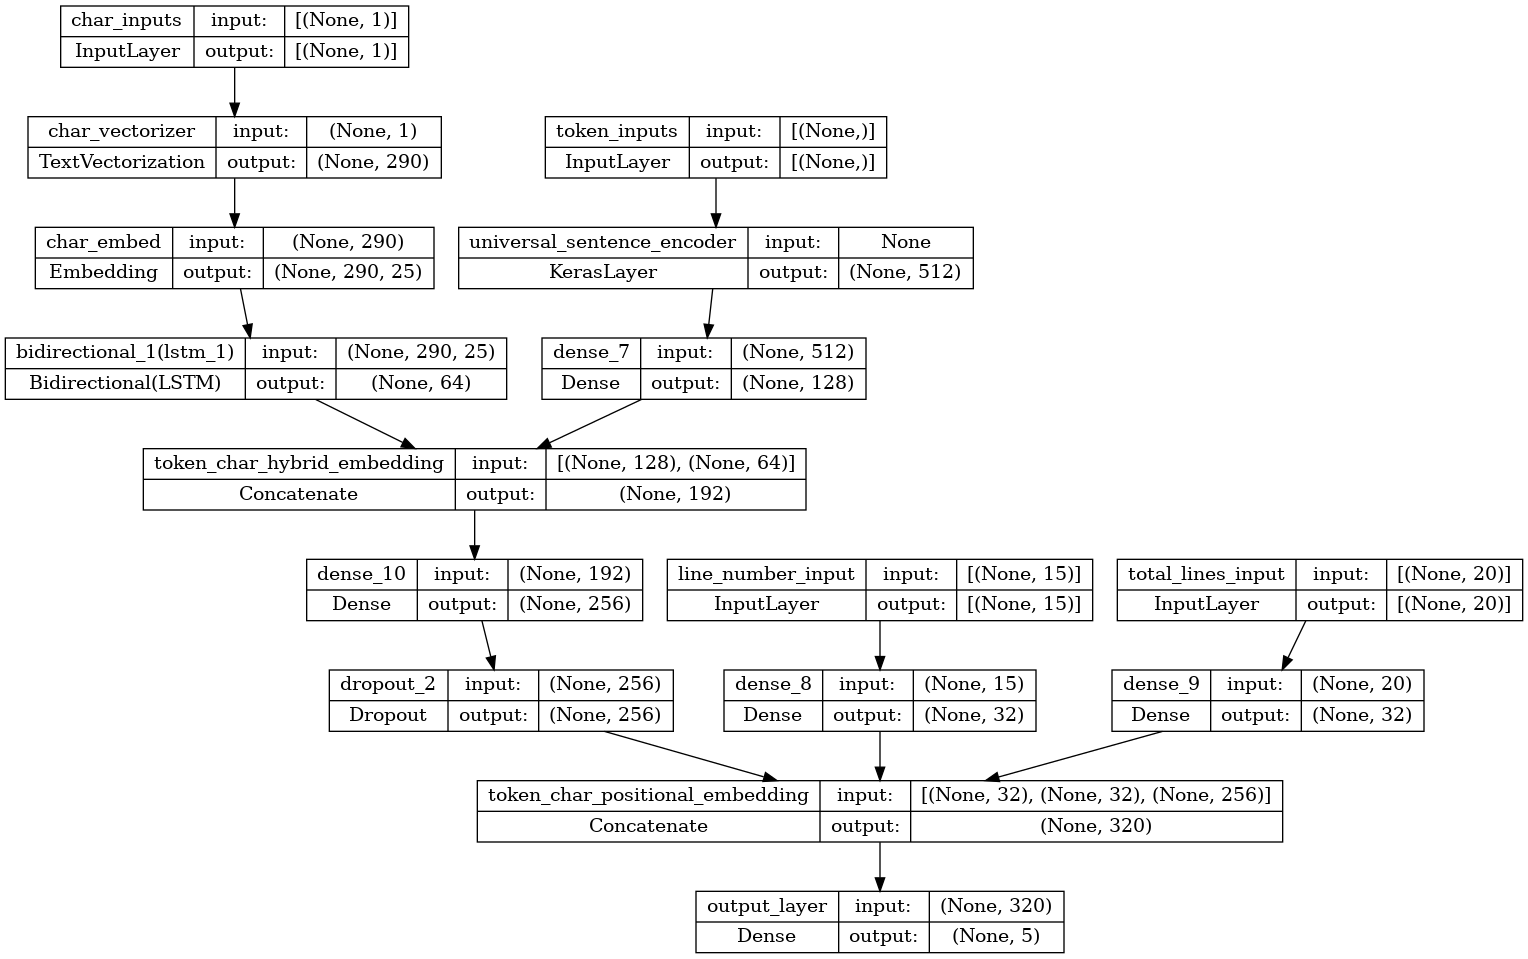 char_inputs input: [(None, 1)]
InputLayer output: [(None, 1)]
char_vectorizer input: (None, 1)
TextVectorization output: (None, 290)
token_inputs input: [(None,)]
InputLayer output: [(None,)]
char_embed input: (None, 290)
Embedding output: (None, 290, 25)
universal_sentence_encoder input: None
KerasLayer output: (None, 512)
bidirectional_1(lstm_1) input: (None, 290, 25)
Bidirectional(LSTM) output: (None, 64)
dense_7 input: (None, 512)
Dense output: (None, 128)
token_char_hybrid_embedding input: [(None, 128), (None, 64)]
Concatenate output: (None, 192)
dense_10 input: (None, 192)
Dense output: (None, 256)
line_number_input input: [(None, 15)]
InputLayer output: [(None, 15)]
total_lines_input input: [(None, 20)]
InputLayer output: [(None, 20)]
dropout_2 input: (None, 256)
Dropout output: (None, 256)
dense_8 input: (None, 15)
Dense output: (None, 32)
dense_9 input: (None, 20)
Dense output: (None, 32)
token_char_positional_embedding input: [(None, 32), (None, 32), (None, 256)]
Concatenate output: (None, 320)
output_layer input: (None, 320)
Dense output: (None, 5)